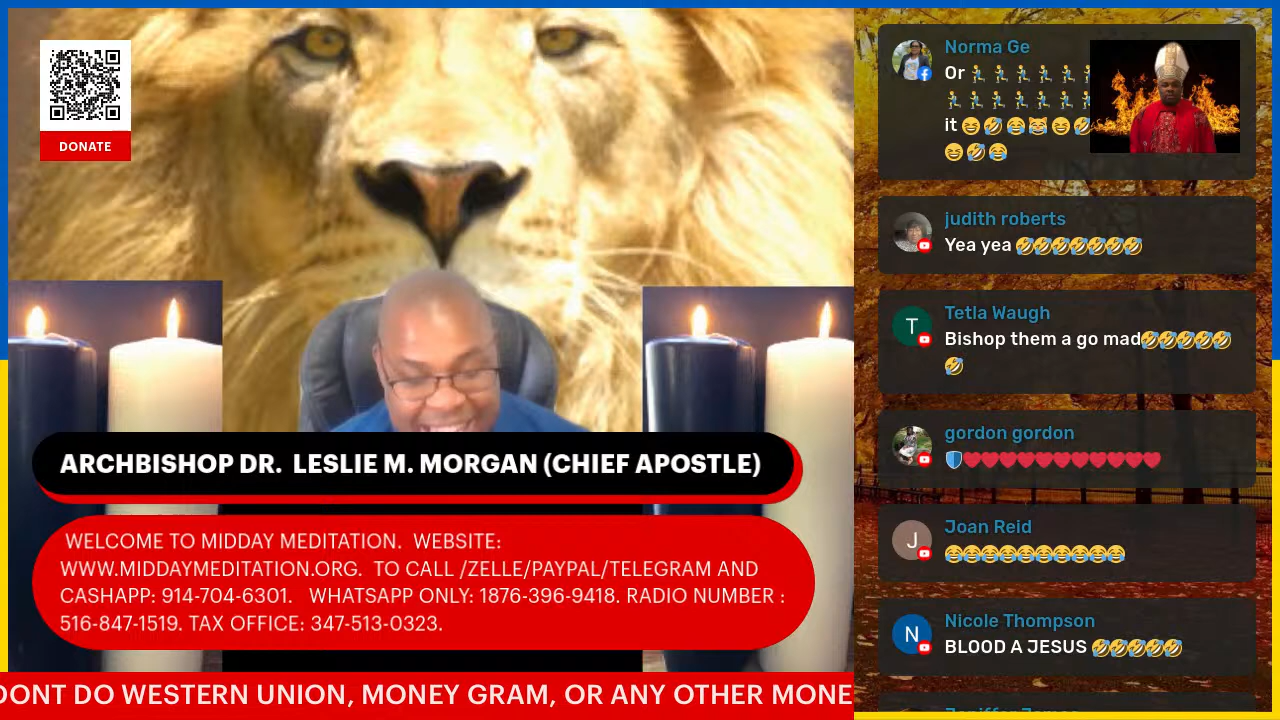 DONATE
ARCHBISHOP DR. LESLIE M. MORGAN (CHIEF APOSTLE)
WELCOME TO MIDDAY MEDITATION. WEBSITE:
WWW.MIDDAYMEDITATION.ORG. TO CALL /ZELLE/PAYPAL/TELEGRAM AND
CASHAPP: 914-704-6301. WHATSAPP ONLY: 1876-396-9418. RADIO NUMBER :
516-847-1519. TAX OFFICE: 347-513-0323.
DONT DO WESTERN UNION, MONEY GRAM, OR ANY OTHER MONE
Norma Ge
Or 🏃‍♂️🏃‍♂️🏃‍♂️🏃‍♂️🏃‍♂️
🏃‍♂️🏃‍♂️🏃‍♂️🏃‍♂️🏃‍♂️🏃‍♂️
it 😆🤣😂😹😆🤣
😆🤣😂
judith roberts
Yea yea 🤣🤣🤣🤣🤣🤣🤣
T
Tetla Waugh
Bishop them a go mad🤣🤣🤣🤣🤣
🤣
gordon gordon
🛡️❤️❤️❤️❤️❤️❤️❤️❤️❤️❤️❤️
J
Joan Reid
😂😂😂😂😂😂😂😂😂😂
N
Nicole Thompson
BLOOD A JESUS 🤣🤣🤣🤣🤣